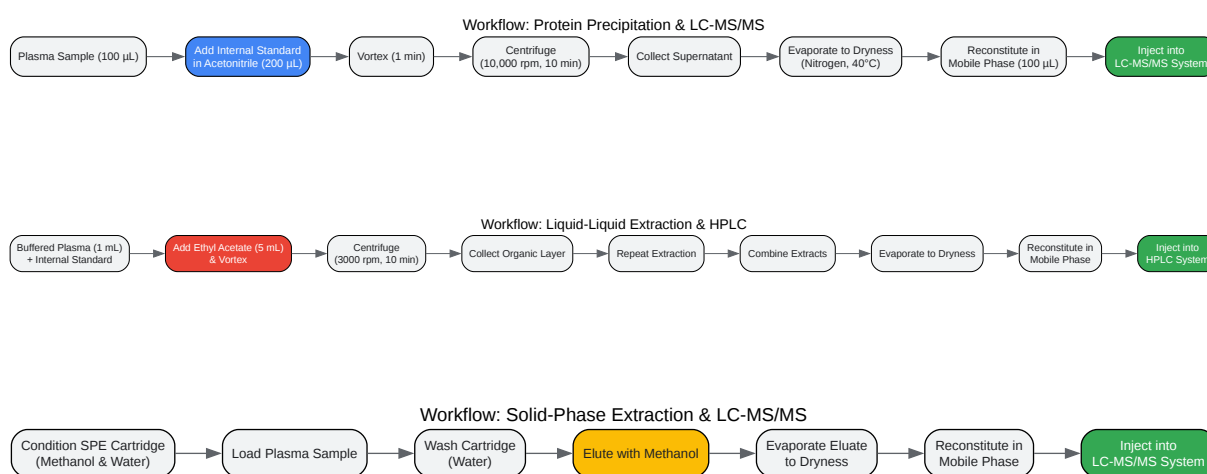 Workflow: Protein Precipitation & LC-MS/MS
Plasma Sample (100 µL)
Add Internal Standard
in Acetonitrile (200 µL)
Vortex (1 min)
Centrifuge
(10,000 rpm, 10 min)
Collect Supernatant
Evaporate to Dryness
(Nitrogen, 40°C)
Reconstitute in
Mobile Phase (100 µL)
Inject into
LC-MS/MS System
Workflow: Liquid-Liquid Extraction & HPLC
Buffered Plasma (1 mL)
+ Internal Standard
Add Ethyl Acetate (5 mL)
& Vortex
Centrifuge
(3000 rpm, 10 min)
Collect Organic Layer
Repeat Extraction
Combine Extracts
Evaporate to Dryness
Reconstitute in
Mobile Phase
Inject into
HPLC System
Workflow: Solid-Phase Extraction & LC-MS/MS
Condition SPE Cartridge
(Methanol & Water)
Load Plasma Sample
Wash Cartridge
(Water)
Elute with Methanol
Evaporate Eluate
to Dryness
Reconstitute in
Mobile Phase
Inject into
LC-MS/MS System